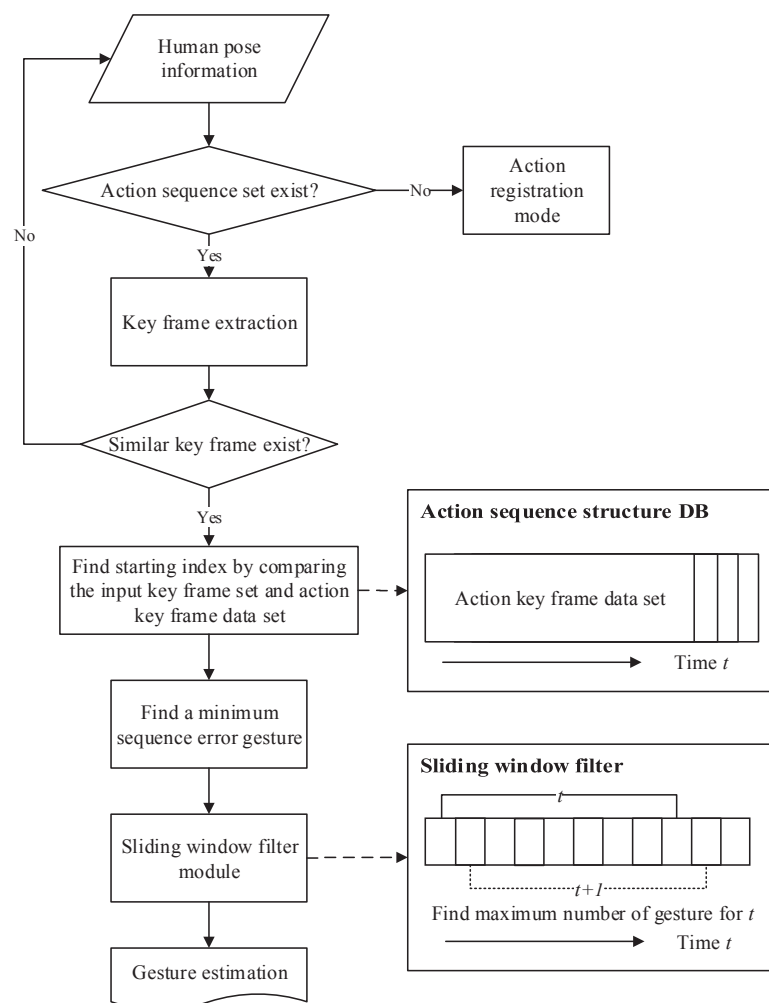 Human pose
information
Action sequence set exist?
No
Action
registration
mode
No
Yes
Key frame extraction
Similar key frame exist?
Yes
Find starting index by comparing
the input key frame set and action
key frame data set
Action sequence structure DB
Action key frame data set
Time t
Find a minimum
sequence error gesture
Sliding window filter
module
Sliding window filter
t
t+1
Find maximum number of gesture for t
Time t
Gesture estimation